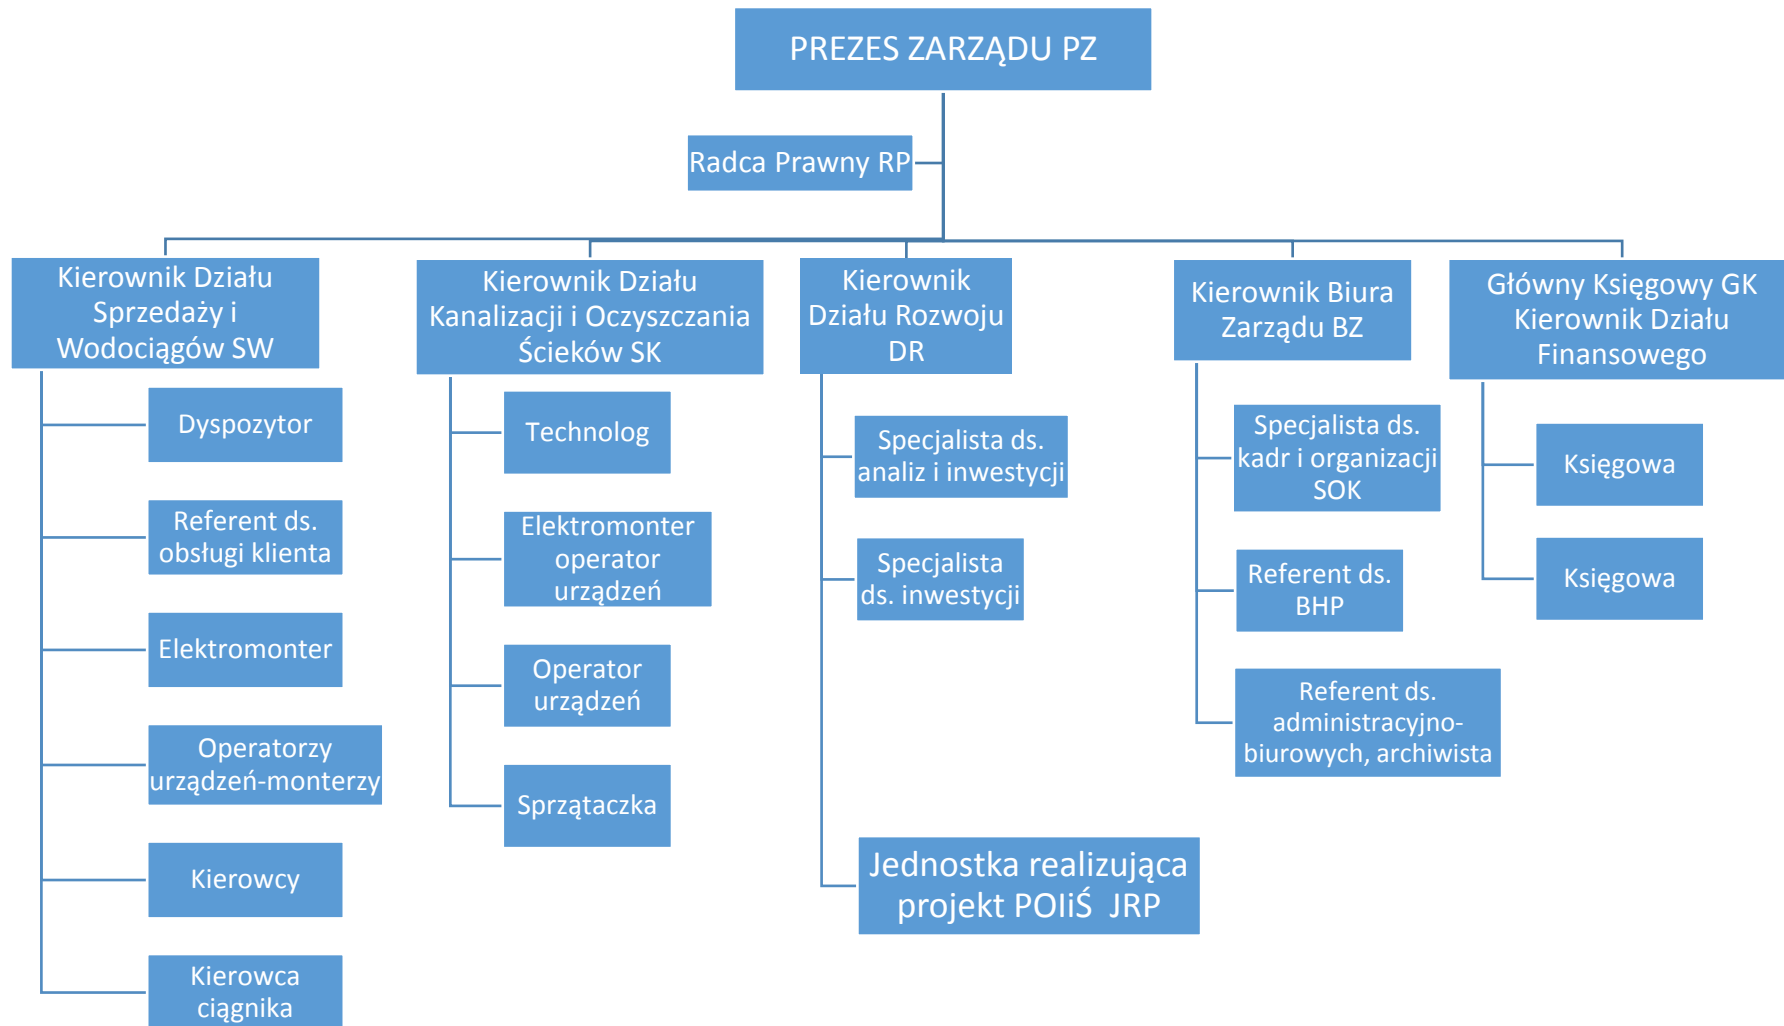 PREZES ZARZĄDU PZ
Radca Prawny RP
Kierownik Działu
Sprzedaży i
Wodociągów SW
Dyspozytor
Referent ds.
obsługi klienta
Elektromonter
Operatorzy
urządzeń-monterzy
Kierowcy
Kierowca
ciągnika
Kierownik Działu
Kanalizacji i Oczyszczania
Ścieków SK
Technolog
Elektromonter
operator
urządzeń
Operator
urządzeń
Sprzątaczka
Kierownik
Działu Rozwoju
DR
Specjalista ds.
analiz i inwestycji
Specjalista
ds. inwestycji
Jednostka realizująca
projekt POIiŚ JRP
Kierownik Biura
Zarządu BZ
Specjalista ds.
kadr i organizacji
SOK
Referent ds.
BHP
Referent ds.
administracyjno-
biurowych, archiwista
Główny Księgowy GK
Kierownik Działu
Finansowego
Księgowa
Księgowa